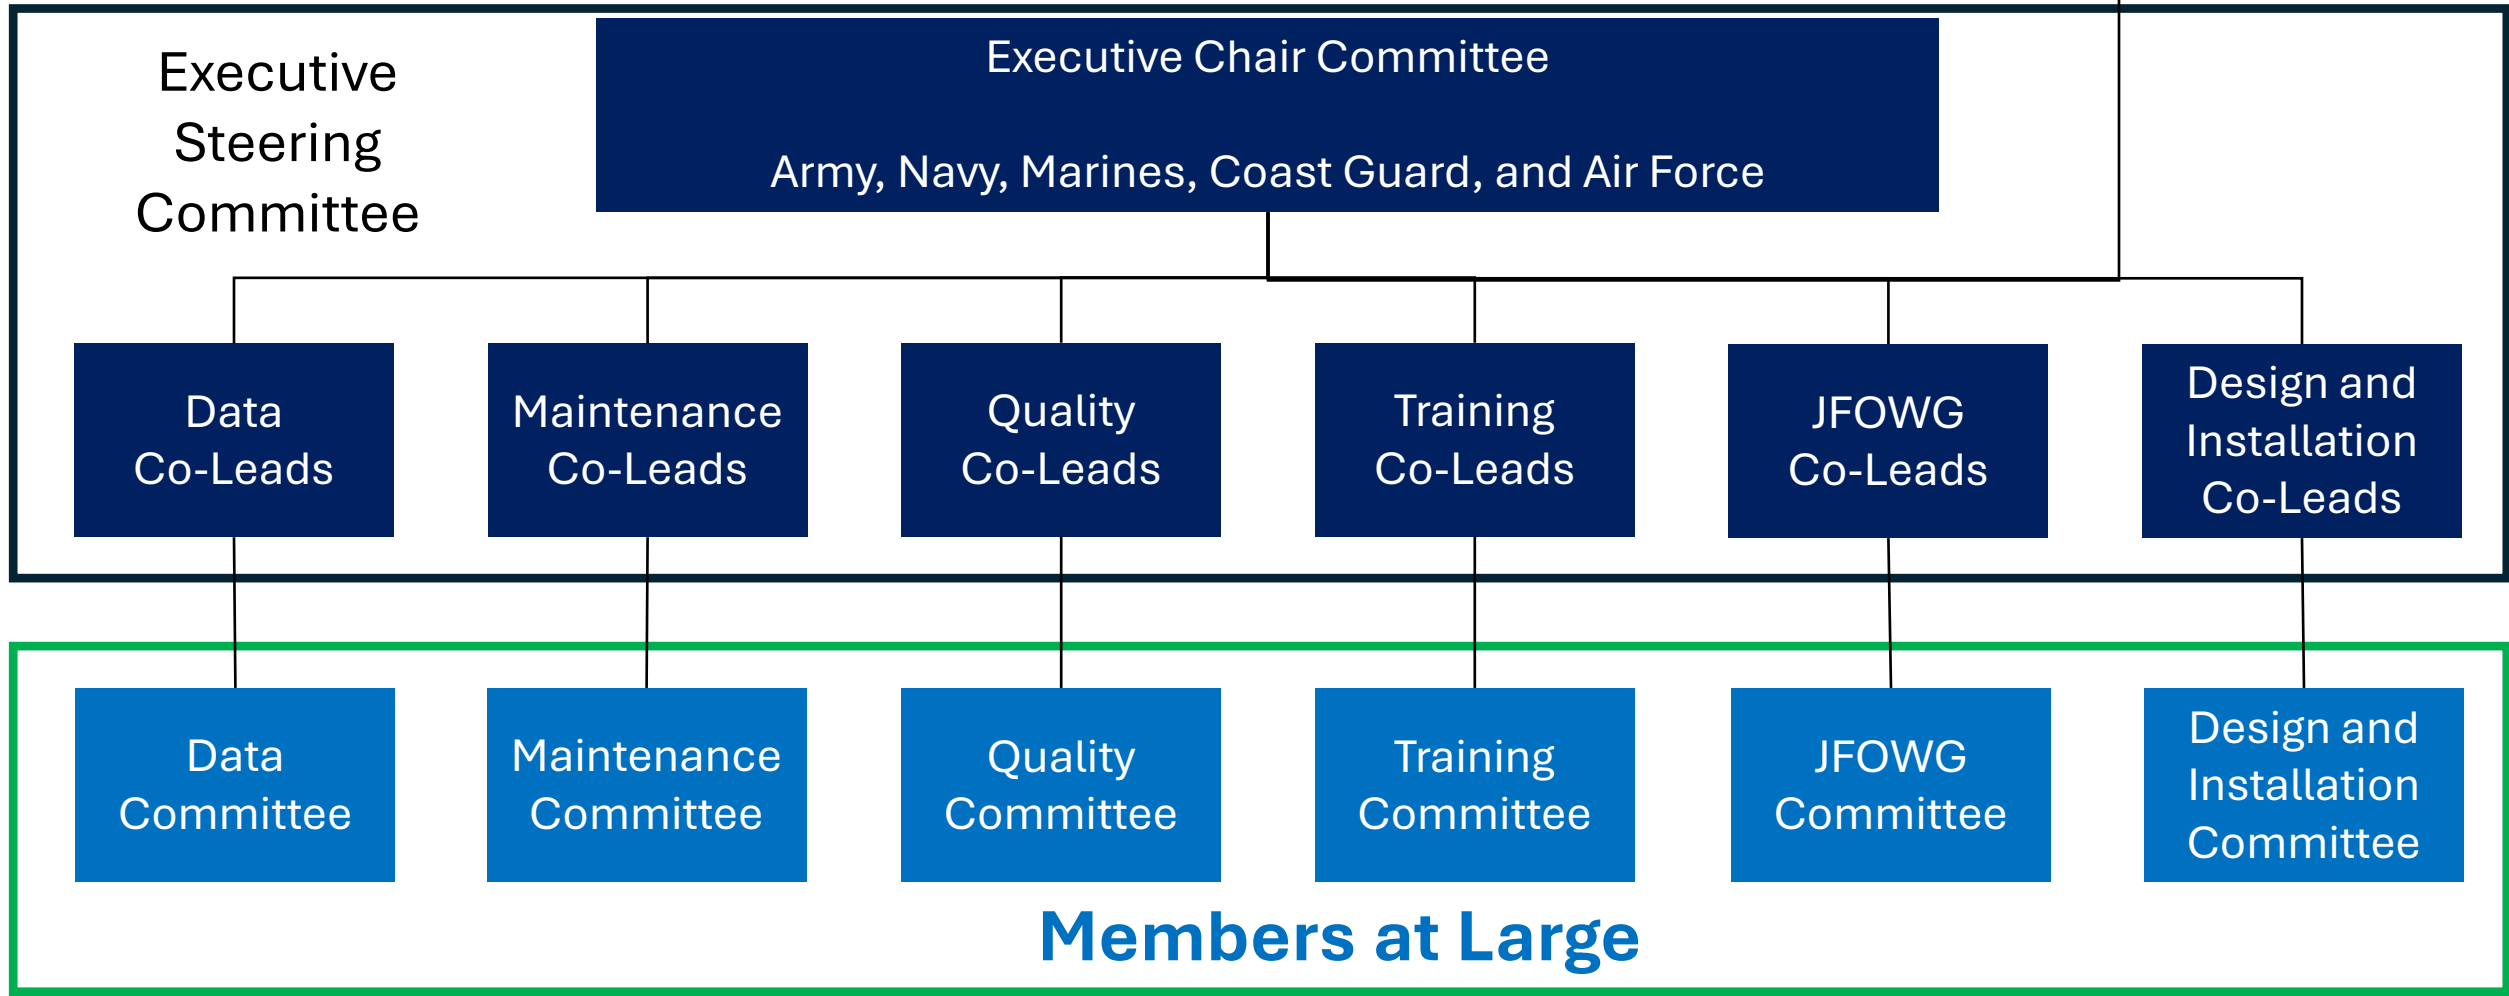 Executive
Steering
Committee
Executive Chair Committee
Army, Navy, Marines, Coast Guard, and Air Force
Data
Co-Leads
Maintenance
Co-Leads
Quality
Co-Leads
Training
Co-Leads
JFOWG
Co-Leads
Design and
Installation
Co-Leads
Data
Committee
Maintenance
Committee
Quality
Committee
Training
Committee
JFOWG
Committee
Design and
Installation
Committee
Members at Large